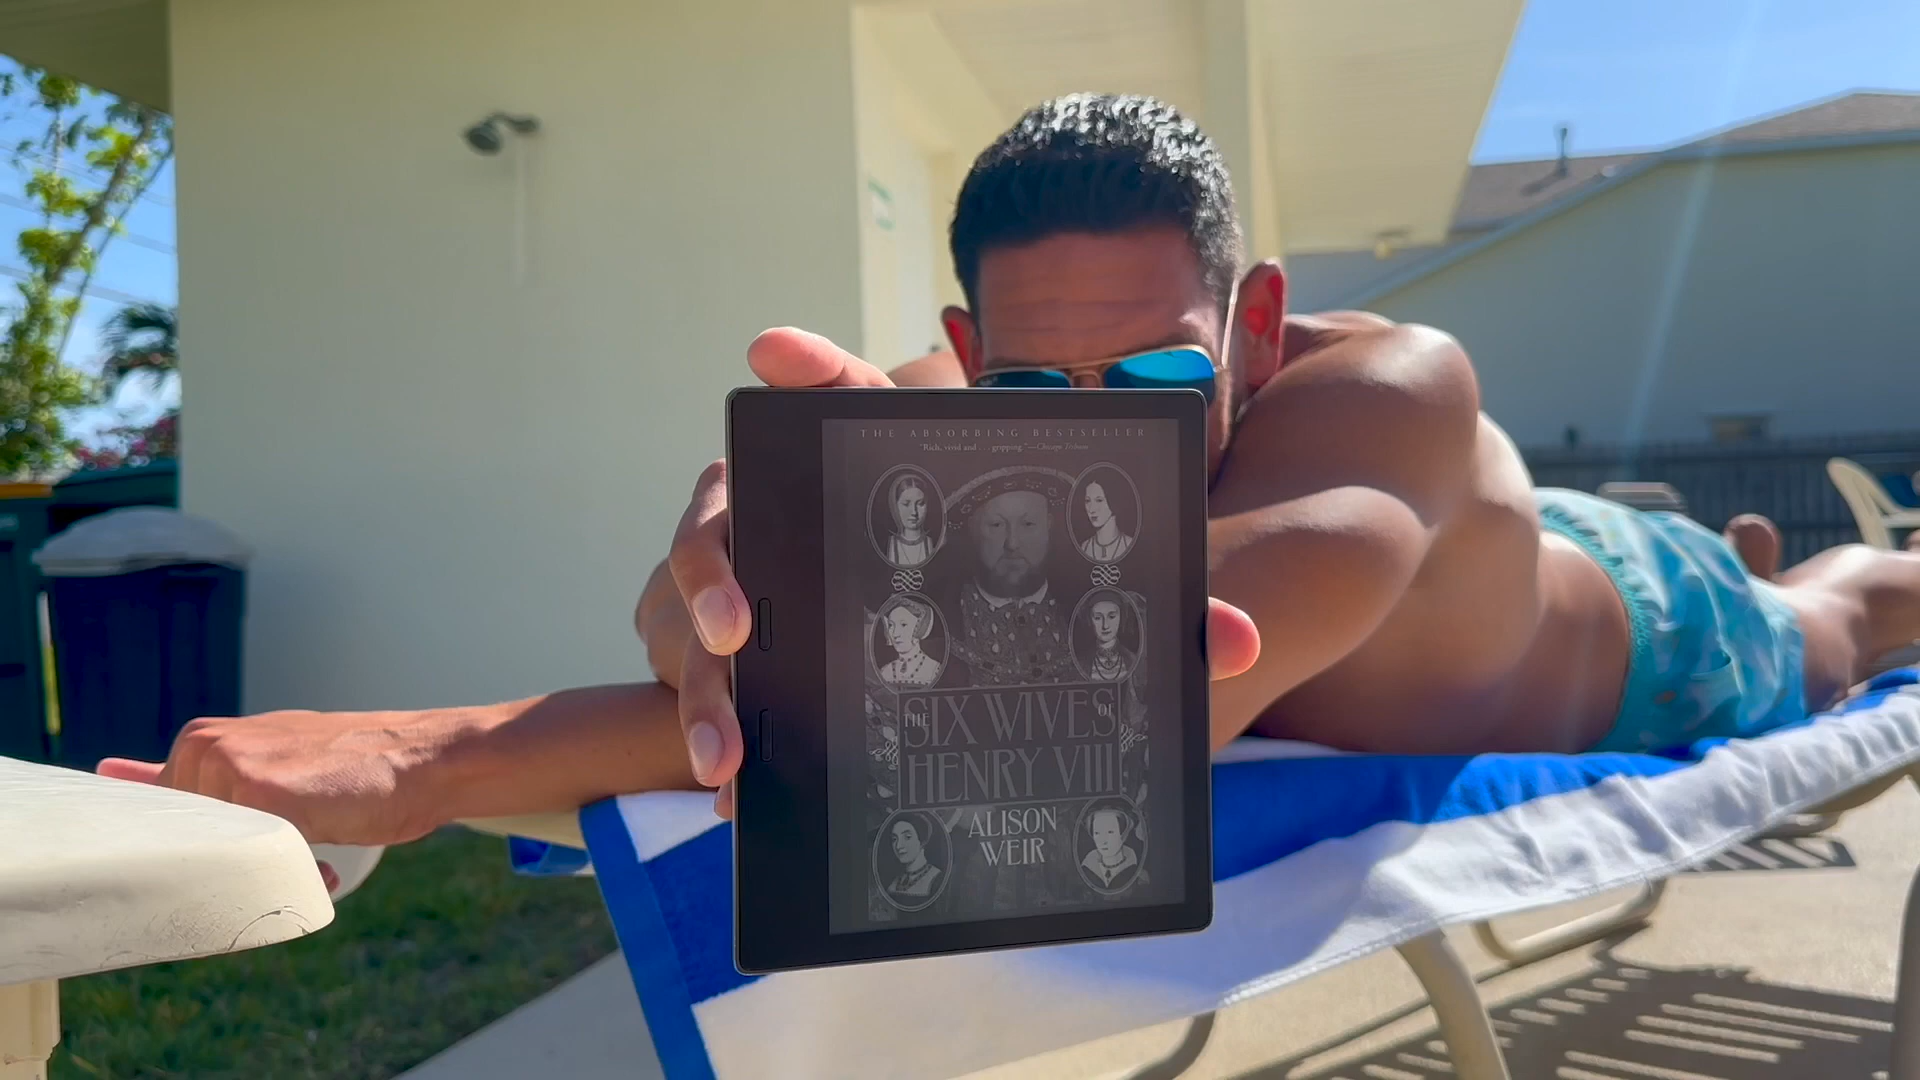 THE ABSORBING BESTSELLER
"Rich, vivid and . . . gripping."—Chicago Tribune
THE SIX WIVES OF
HENRY VIII
ALISON
WEIR